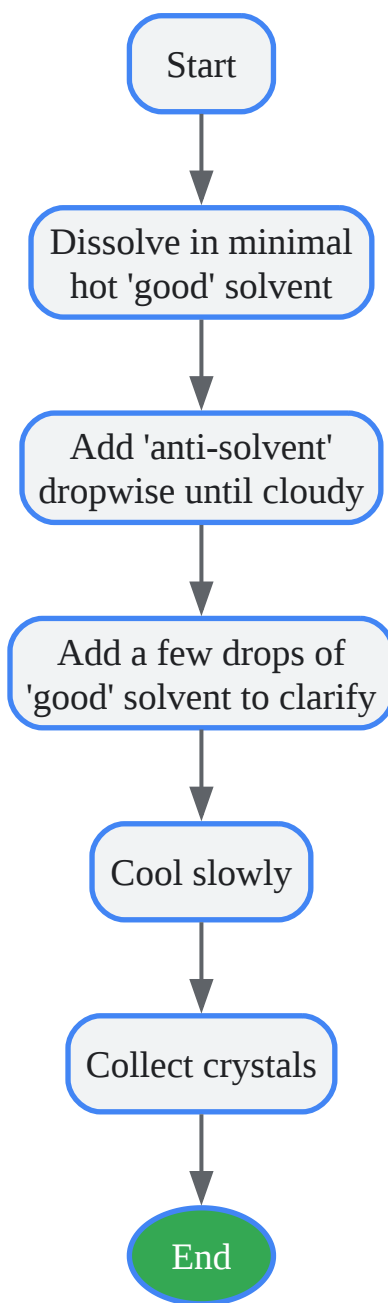 Start
Dissolve in minimal
hot 'good' solvent
Add 'anti-solvent'
dropwise until cloudy
Add a few drops of
'good' solvent to clarify
Cool slowly
Collect crystals
End